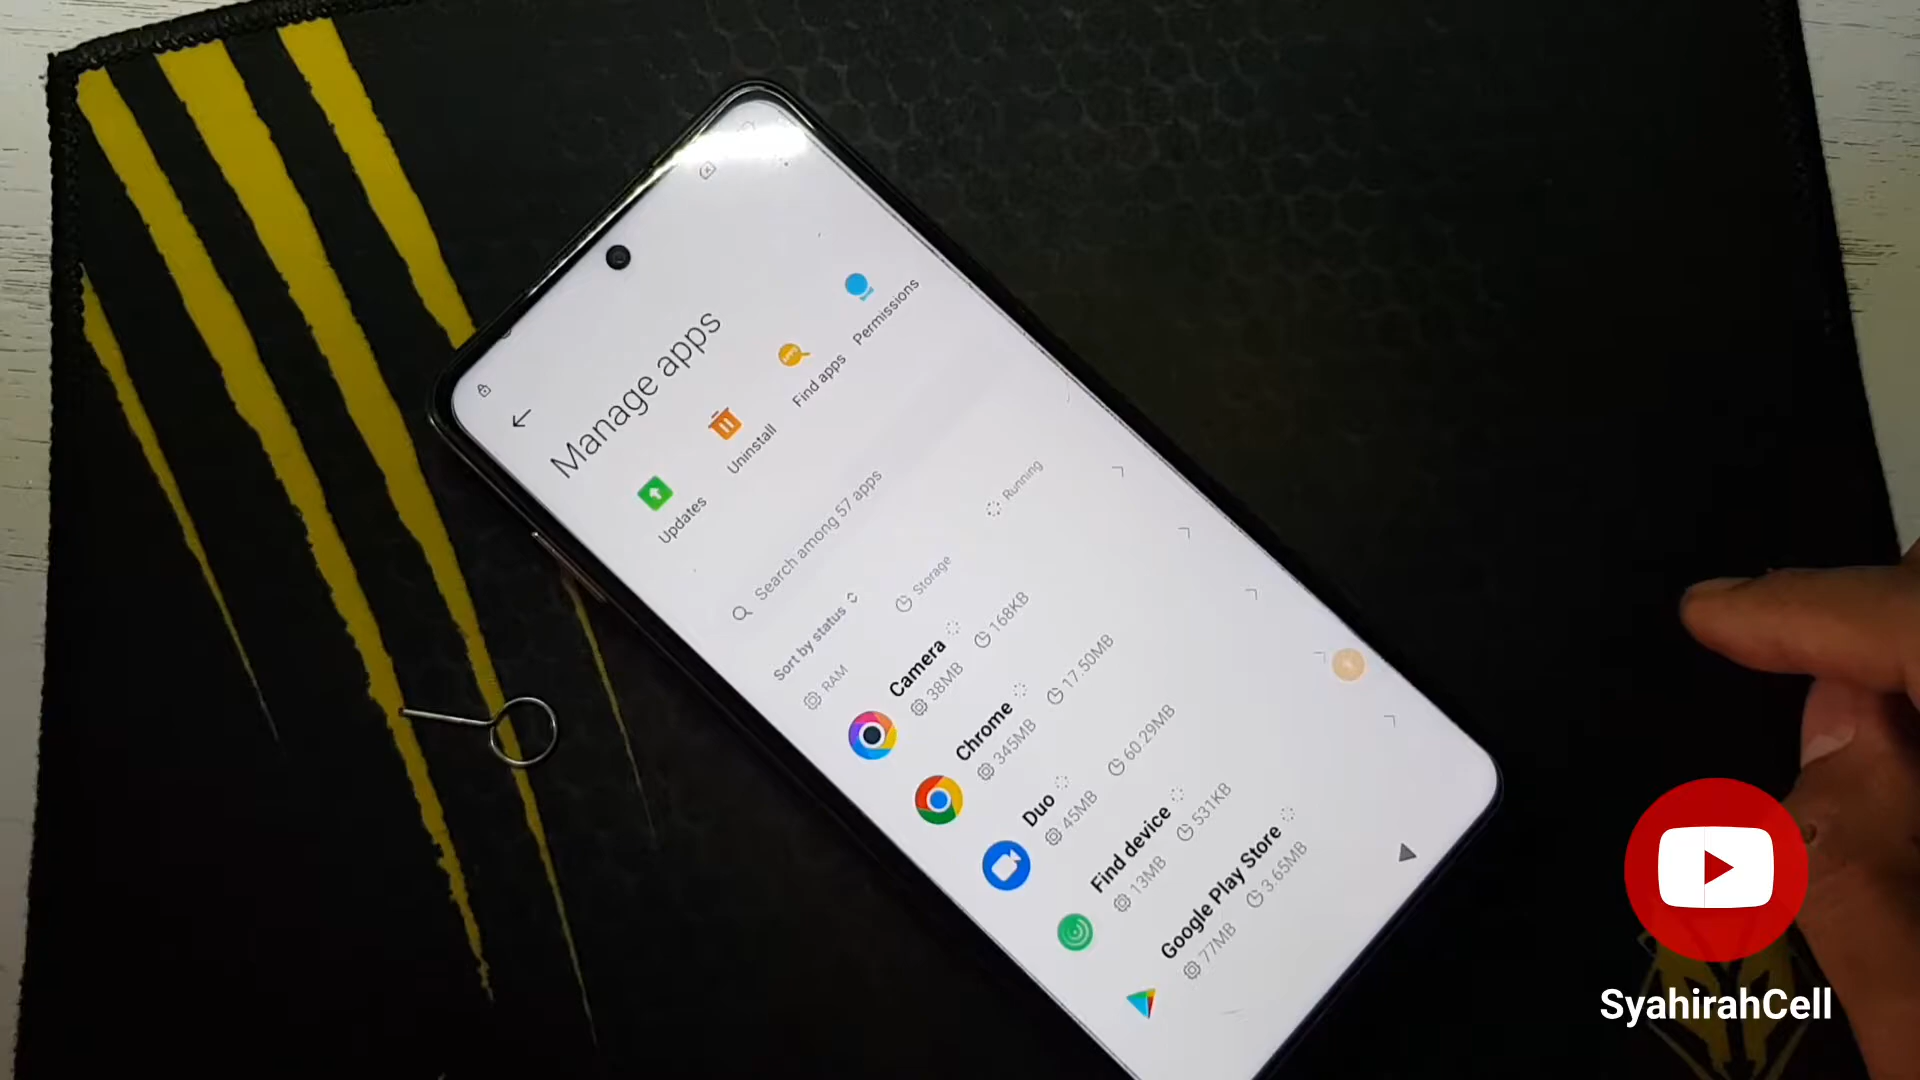 Manage apps
Updates
Uninstall
Find apps
Permissions
Search among 57 apps
Sort by status
RAM
Storage
Running
Camera
38MB
168KB
Chrome
345MB
17.50MB
Duo
45MB
60.29MB
Find device
13MB
531KB
Google Play Store
77MB
3.65MB
SyahirahCell